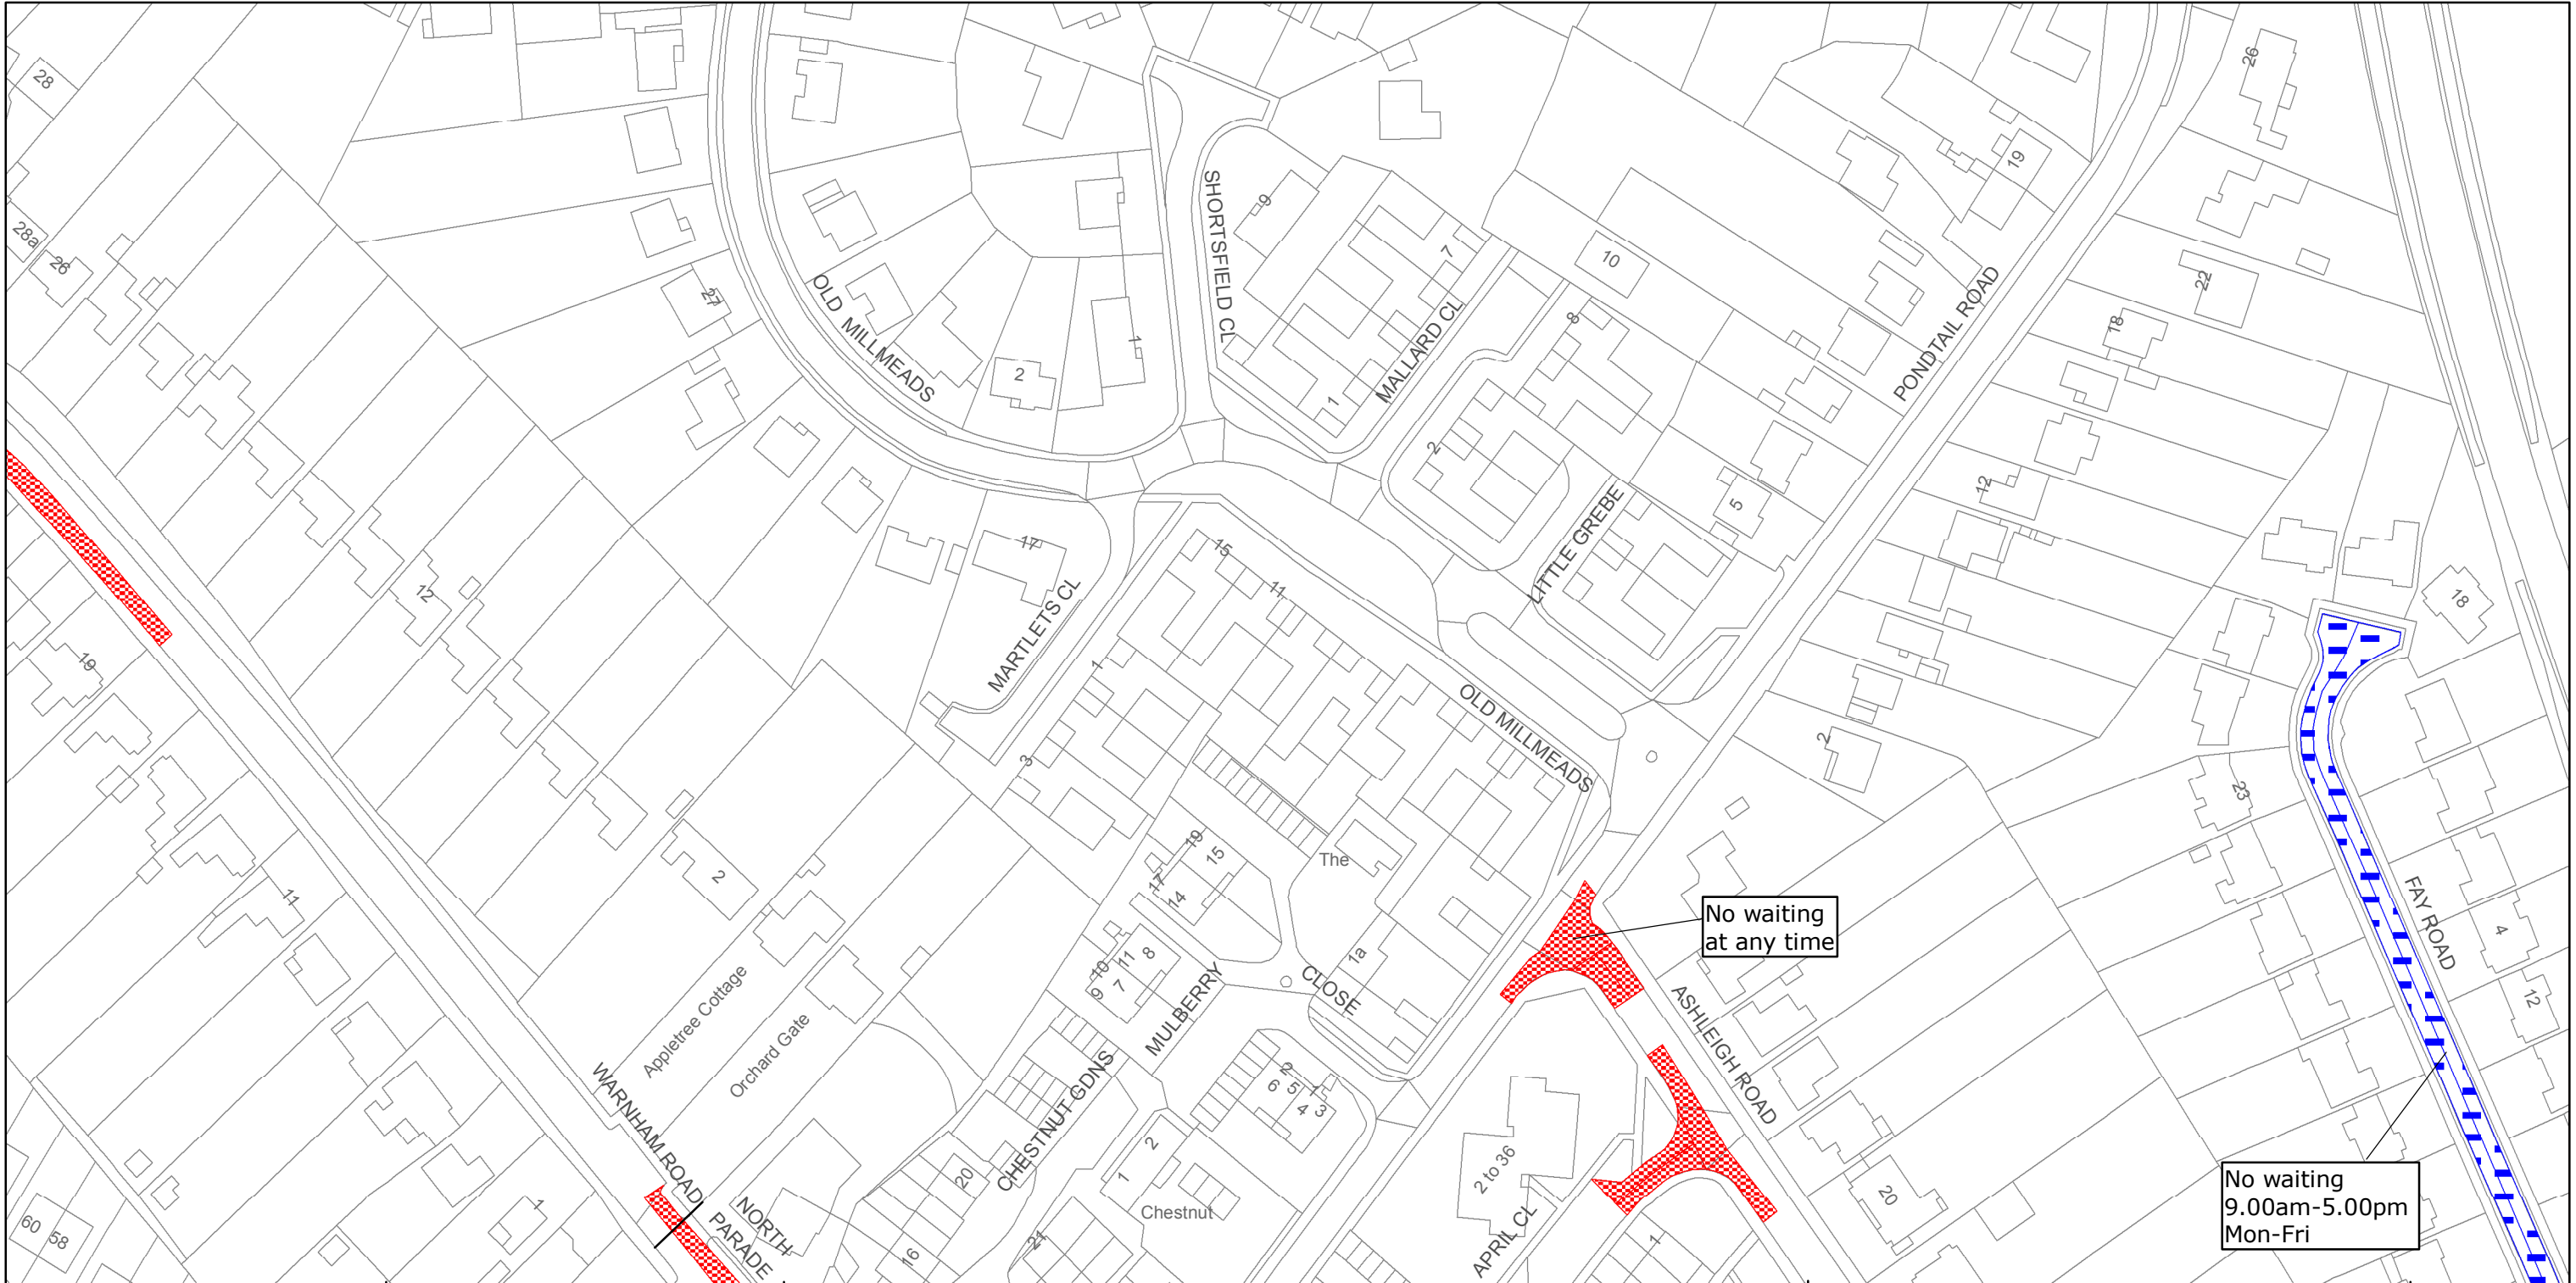 28
28a
26
27
2
1
SHORTSFIELD CL
9
7
MALLARD CL
1
10
8
2
19
PONDTAIL ROAD
26
22
18
12
OLD MILLMEADS
17
MARTLETS CL
15
11
1
3
LITTLE GREBE
5
OLD MILLMEADS
2
18
23
FAY ROAD
4
12
12
19
11
2
Appletree Cottage
Orchard Gate
WARNHAM ROAD
NORTH
PARADE
19
15
17
14
The
1a
10
11
8
9
7
MULBERRY
CLOSE
CHESTNUT GDNS
20
16
21
1
2
Chestnut
2
1
6
5
4
3
No waiting
at any time
ASHLEIGH ROAD
2 to 36
APRIL CL
1
20
No waiting
9.00am-5.00pm
Mon-Fri
60
58
1